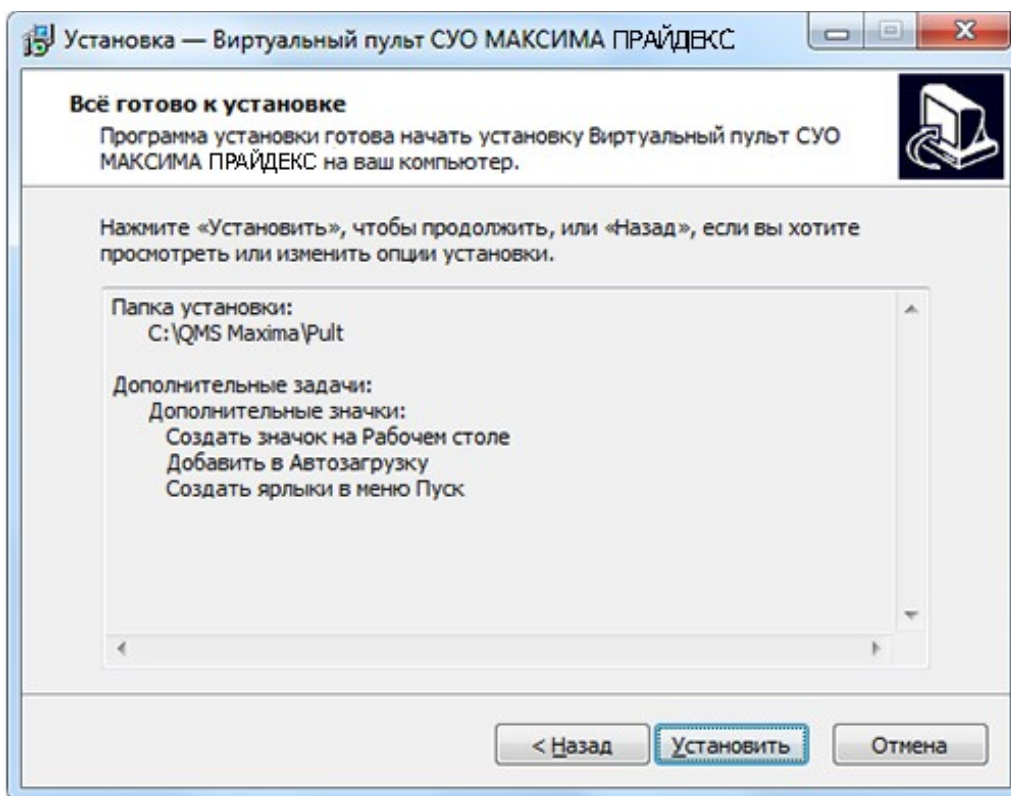 Установка — Виртуальный пульт СУО МАКСИМА ПРАЙДЕКС
Всё готово к установке
Программа установки готова начать установку Виртуальный пульт СУО
МАКСИМА ПРАЙДЕКС на ваш компьютер.
Нажмите «Установить», чтобы продолжить, или «Назад», если вы хотите
просмотреть или изменить опции установки.
Папка установки:
C:\QMS Maxima\Pult
Дополнительные задачи:
Дополнительные значки:
Создать значок на Рабочем столе
Добавить в Автозагрузку
Создать ярлыки в меню Пуск
< Назад Установить Отмена